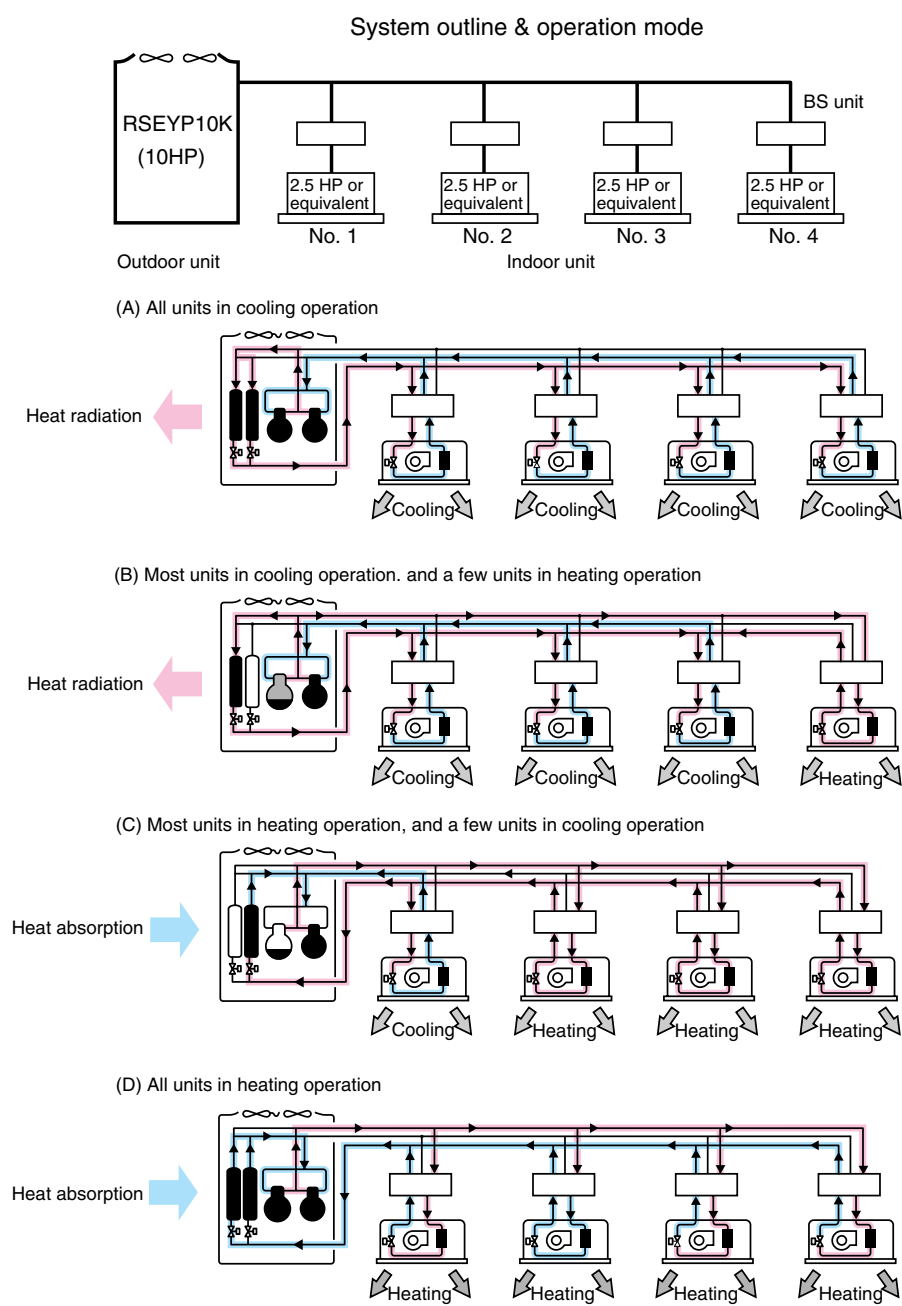 System outline & operation mode
RSEYP10K
(10HP)
BS unit
2.5 HP or
equivalent
2.5 HP or
equivalent
2.5 HP or
equivalent
2.5 HP or
equivalent
No. 1 No. 2 No. 3 No. 4
Outdoor unit Indoor unit
(A) All units in cooling operation
Heat radiation
Cooling Cooling Cooling Cooling
(B) Most units in cooling operation. and a few units in heating operation
Heat radiation
Cooling Cooling Cooling Heating
(C) Most units in heating operation, and a few units in cooling operation
Heat absorption
Cooling Heating Heating Heating
(D) All units in heating operation
Heat absorption
Heating Heating Heating Heating